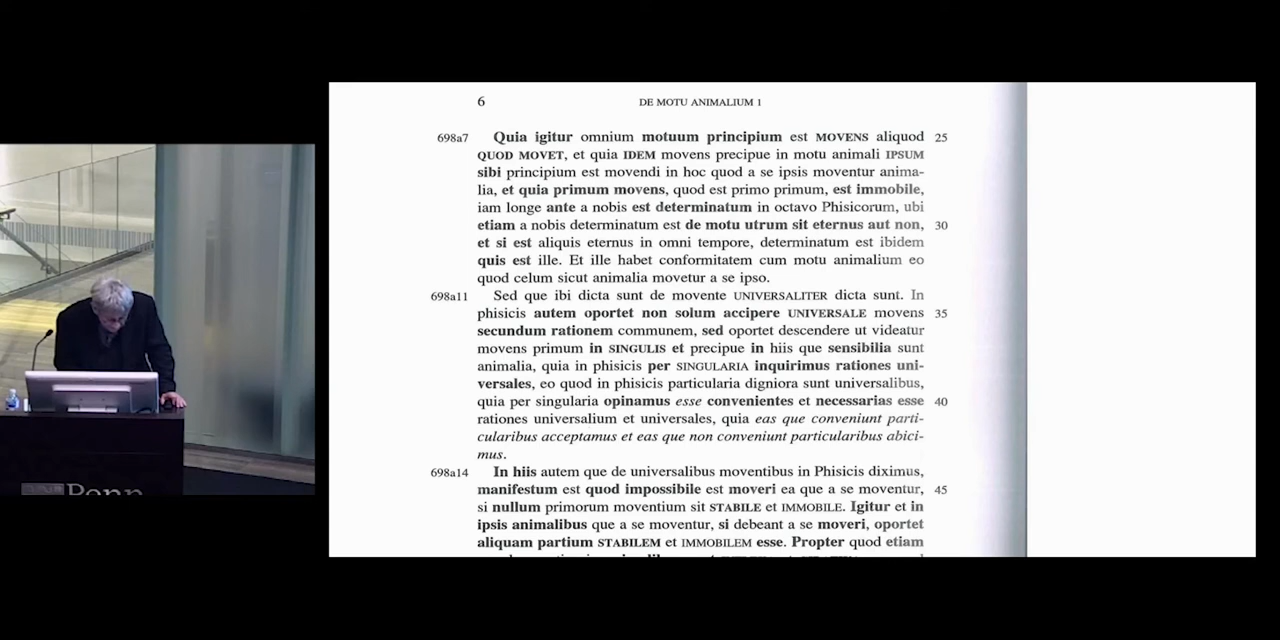 6 DE MOTU ANIMALIUM 1
698a7 Quia igitur omnium motuum principium est MOVENS aliquod 25
QUOD MOVET, et quia IDEM movens precipue in motu animali IPSUM
sibi principium est movendi in hoc quod a se ipsis moventur anima-
lia, et quia primum movens, quod est primo primum, est immobile,
iam longe ante a nobis est determinatum in octavo Phisicorum, ubi
etiam a nobis determinatum est de motu utrum sit eternus aut non, 30
et si est aliquis eternus in omni tempore, determinatum est ibidem
quis est ille. Et ille habet conformitatem cum motu animalium eo
quod celum sicut animalia movetur a se ipso.
698a11 Sed que ibi dicta sunt de movente UNIVERSALITER dicta sunt. In
phisicis autem oportet non solum accipere UNIVERSALE movens 35
secundum rationem communem, sed oportet descendere ut videatur
movens primum in SINGULIS et precipue in hiis que sensibilia sunt
animalia, quia in phisicis per SINGULARIA inquirimus rationes uni-
versales, eo quod in phisicis particularia digniora sunt universalibus,
quia per singularia opinamus esse convenientes et necessarias esse 40
rationes universalium et universales, quia eas que conveniunt parti-
cularibus acceptamus et eas que non conveniunt particularibus abici-
mus.
698a14 In hiis autem que de universalibus moventibus in Phisicis diximus,
manifestum est quod impossibile est moveri ea que a se moventur, 45
si nullum primorum moventium sit STABILE et IMMOBILE. Igitur et in
ipsis animalibus que a se moventur, si debeant a se moveri, oportet
aliquam partium STABILEM et IMMOBILEM esse. Propter quod etiam
Penn